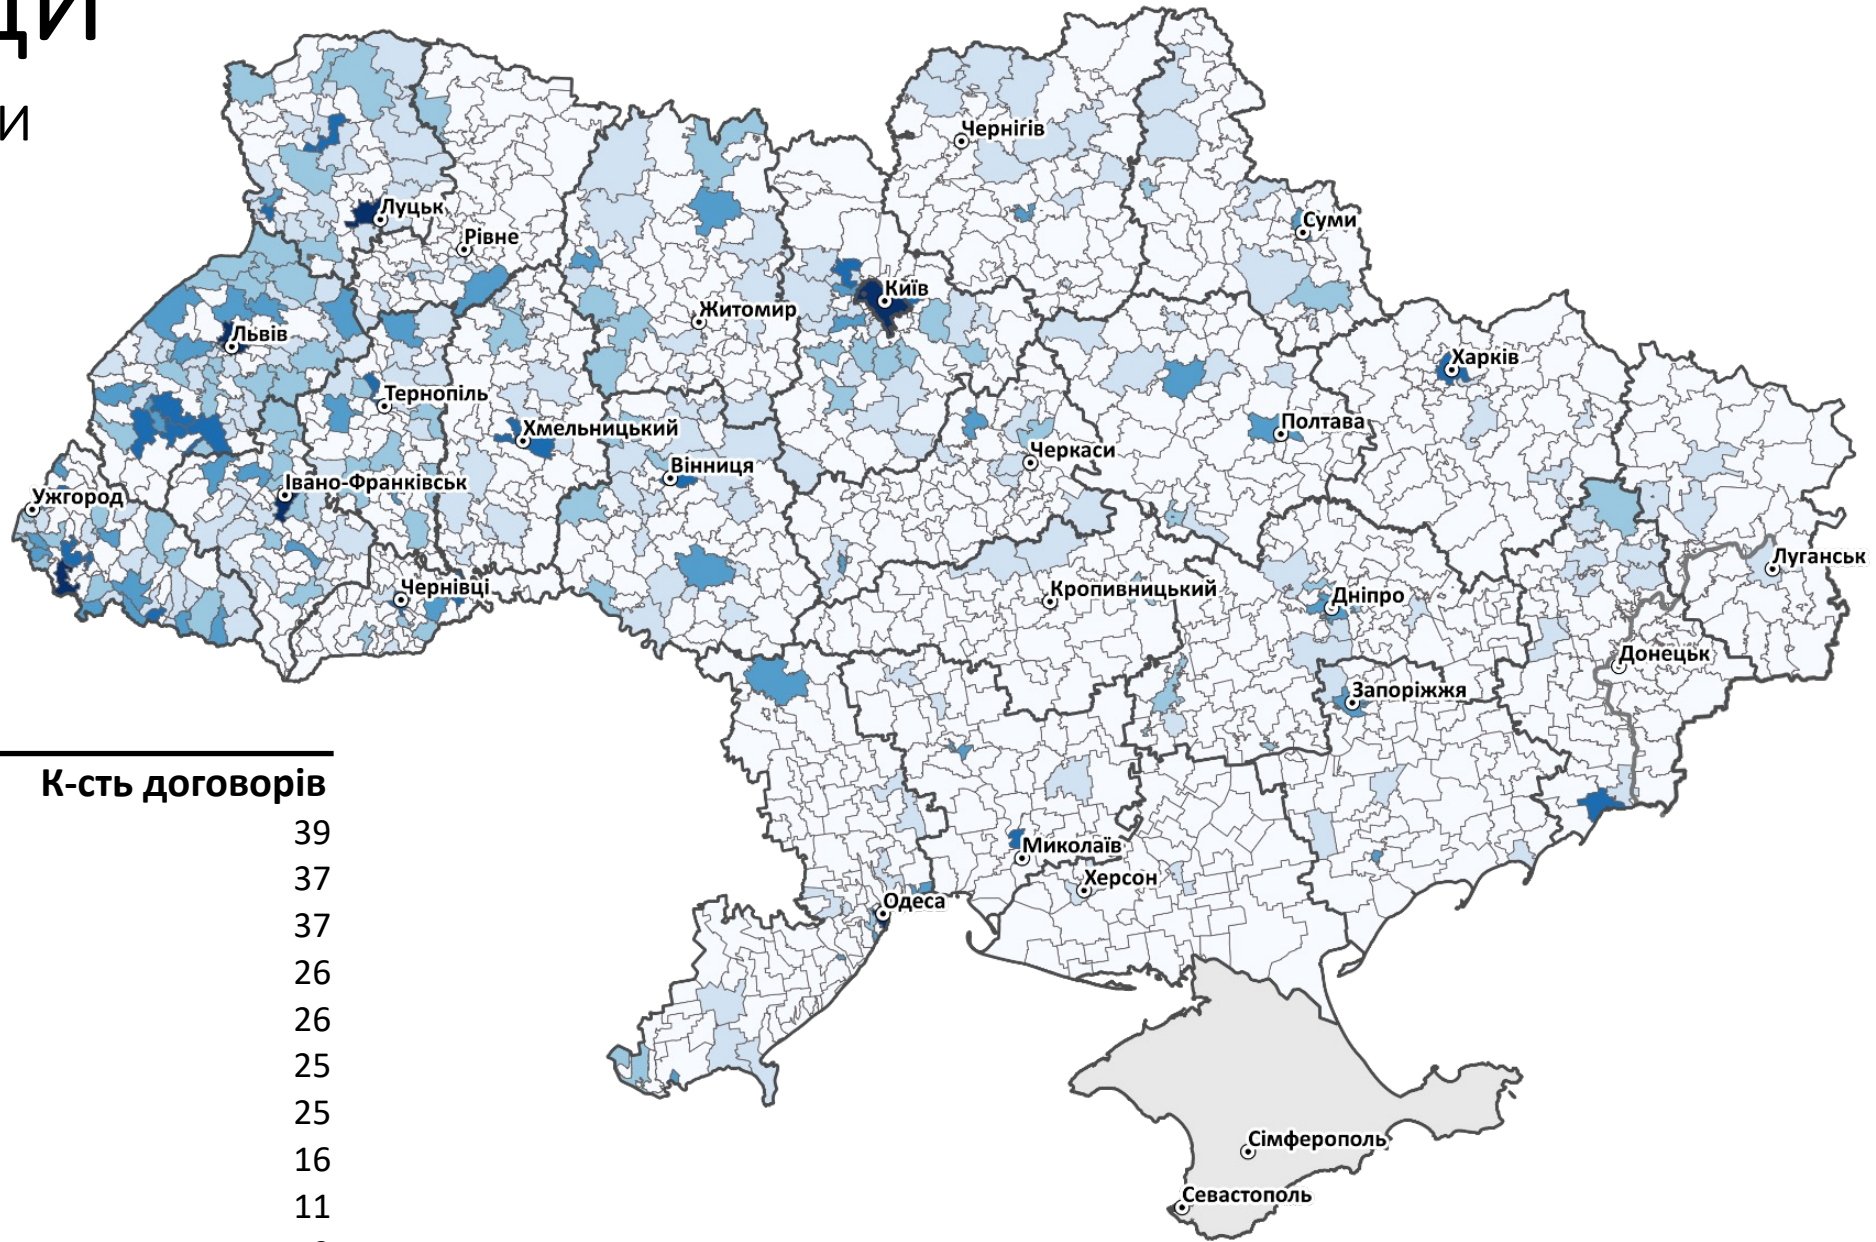 ди
и
Чернігів
Луцьк
Суми
Рівне
Київ
Житомир
Львів
Харків
Тернопіль
Хмельницький
Полтава
Черкаси
Вінниця
Івано-Франківськ
Ужгород
Луганськ
Чернівці
Кропивницький
Дніпро
Донецьк
Запоріжжя
К-сть договорів
39
37
37
26
26
25
25
16
11
Миколаїв
Херсон
Одеса
Сімферополь
Севастополь